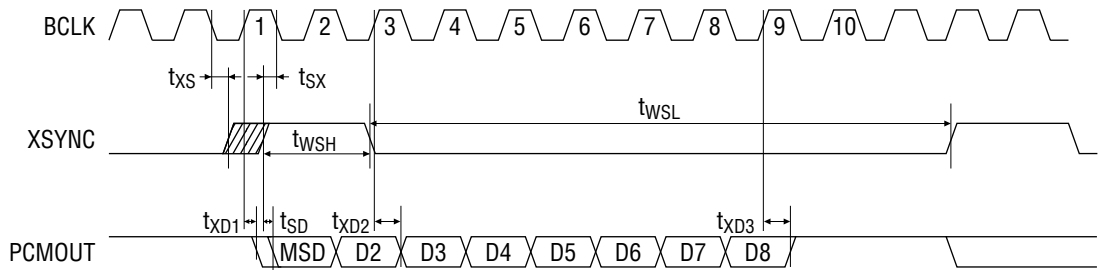 BCLK 1 2 3 4 5 6 7 8 9 10
tXS tSX
XSYNC tWSH tWSL
tXD1 tSD tXD2 tXD3
PCMOUT MSD D2 D3 D4 D5 D6 D7 D8